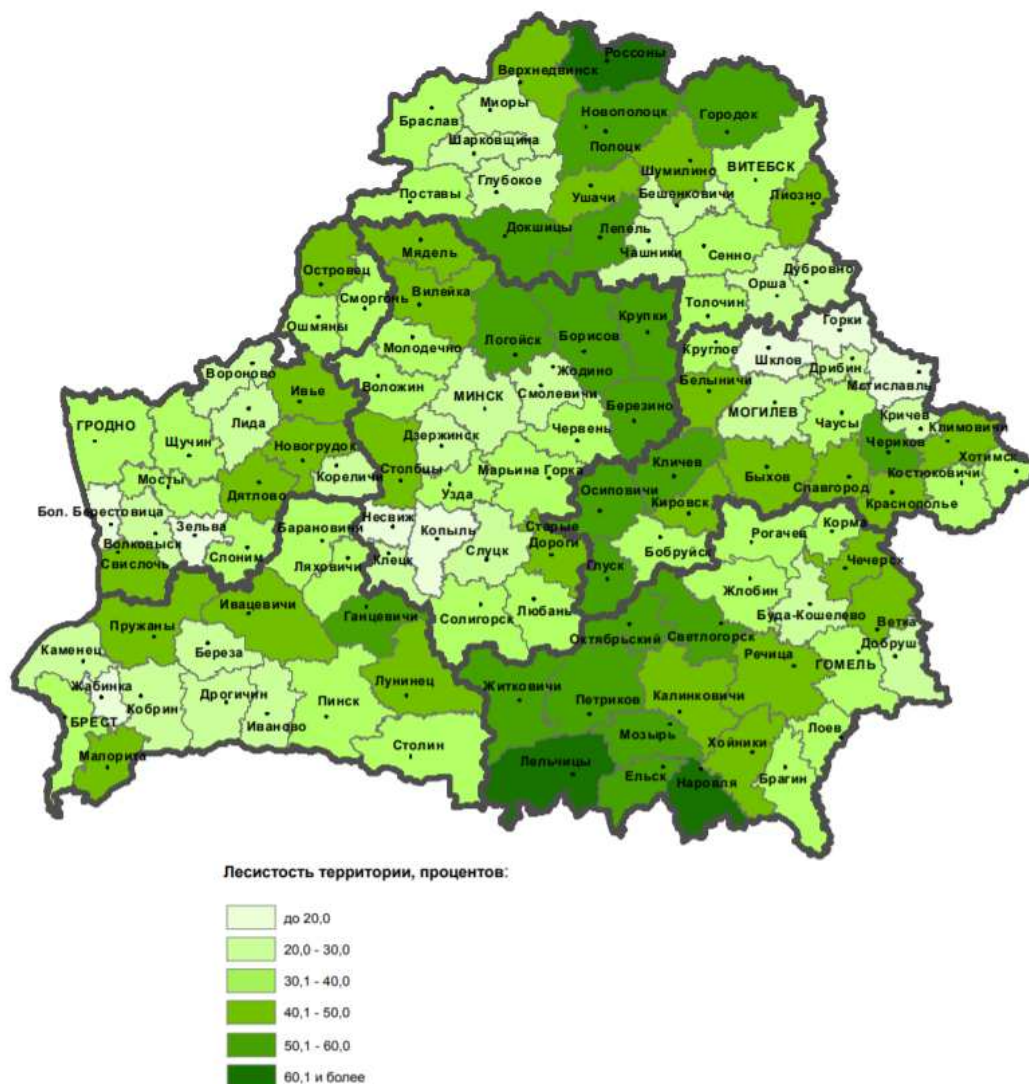 Россоны
Верхнедвинск
Миоры
Браслав
Новополоцк
Городок
Шарковщина
Полоцк
Шумилино
ВИТЕБСК
Поставы
Глубокое
Ушачи
Бешенковичи
Лиозно
Докшицы
Лепель
Чашники
Сенно
Дубровно
Орша
Толочин
Мядель
Островец
Вилейка
Сморгонь
Ошмяны
Логойск
Борисов
Крупки
Горки
Круглое
Шклов
Дрибин
Мстиславль
Молодечно
Вороново
Воложин
Жодино
Ивье
МИНСК
Смолевичи
Березино
Белыничи
МОГИЛЕВ
Чаусы
Кричев
Климовичи
ГРОДНО
Лида
Щучин
Дзержинск
Червень
Чериков
Хотимск
Новогрудок
Кореличи
Столбцы
Марьина Горка
Кличев
Быхов
Костюковичи
Мосты
Дятлово
Узда
Осиповичи
Славгород
Краснополье
Кировск
Бол. Берестовица
Зельва
Барановичи
Несвиж
Копыль
Старые
Дороги
Волковыск
Слоним
Клецк
Слуцк
Бобруйск
Рогачев
Корма
Свислочь
Ляховичи
Глуск
Чечерск
Ивацевичи
Ганцевичи
Солигорск
Любань
Жлобин
Буда-Кошелево
Пружаны
Октябрьский
Светлогорск
Ветка
Добруш
Каменец
Береза
Речица
ГОМЕЛЬ
Жабинка
Кобрин
Дрогичин
Иваново
Пинск
Лунинец
Житковичи
Петриков
Калинковичи
БРЕСТ
Лоев
Малорита
Столин
Мозырь
Хойники
Лельчицы
Ельск
Наровля
Брагин
Лесистость территории, процентов:
до 20,0
20,0 - 30,0
30,1 - 40,0
40,1 - 50,0
50,1 - 60,0
60,1 и более